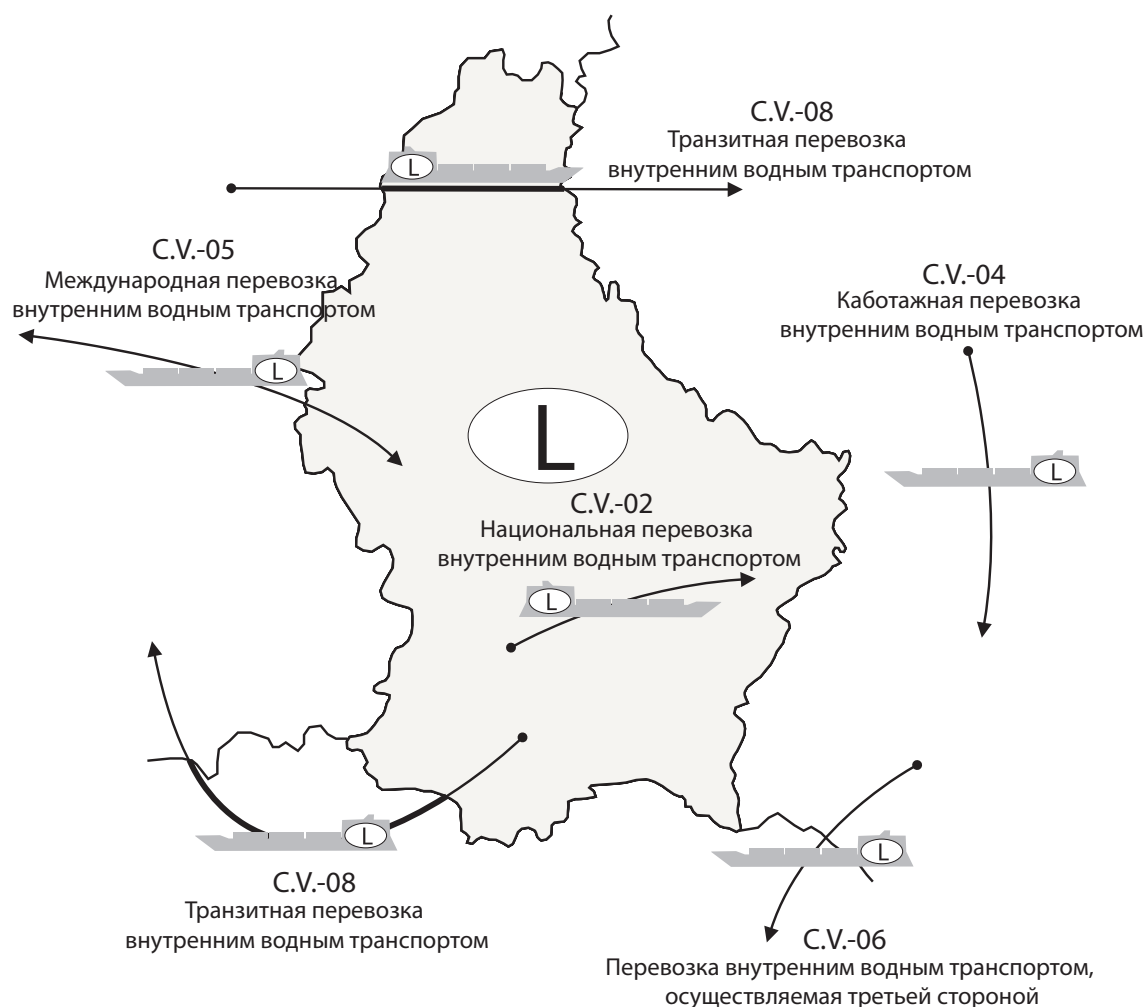 C.V.-08
Транзитная перевозка
внутренним водным транспортом
L
C.V.-05
Международная перевозка
внутренним водным транспортом
L
C.V.-04
Каботажная перевозка
внутренним водным транспортом
L
L
C.V.-02
Национальная перевозка
внутренним водным транспортом
L
L
C.V.-08
Транзитная перевозка
внутренним водным транспортом
L
C.V.-06
Перевозка внутренним водным транспортом,
осуществляемая третьей стороной